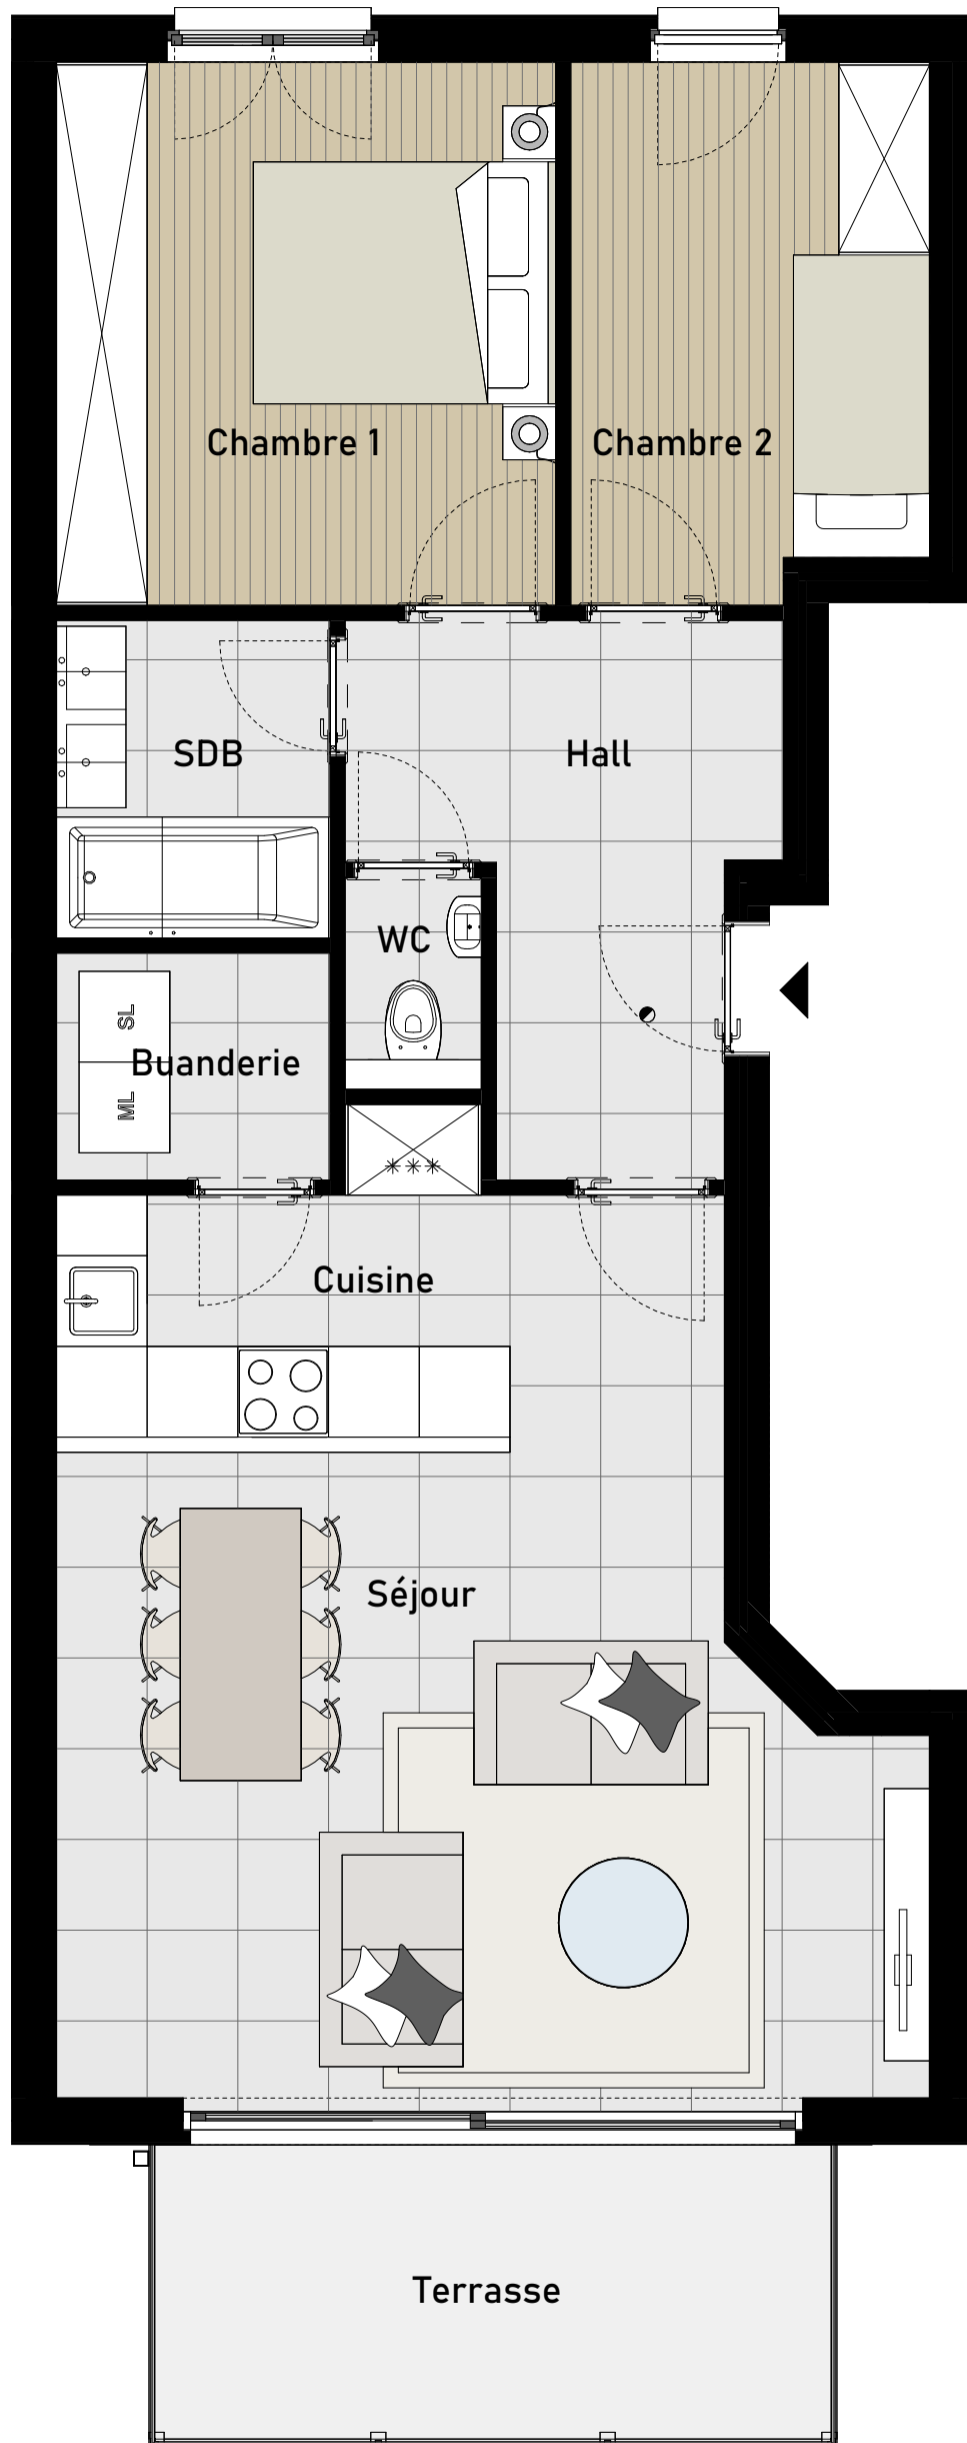 Chambre 1
Chambre 2
SDB
Hall
WC
SL
Buanderie
ML
Cuisine
Séjour
Terrasse